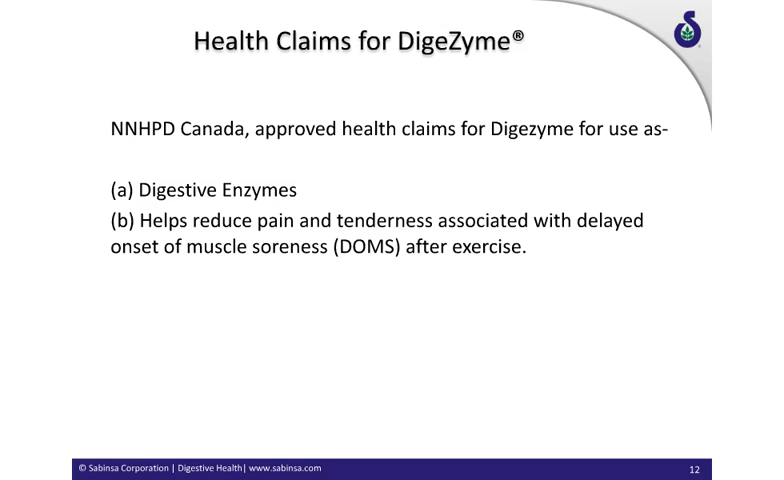 Health Claims for DigeZyme®
NNHPD Canada, approved health claims for Digezyme for use as-
(a) Digestive Enzymes
(b) Helps reduce pain and tenderness associated with delayed
onset of muscle soreness (DOMS) after exercise.
© Sabinsa Corporation | Digestive Health| www.sabinsa.com
12